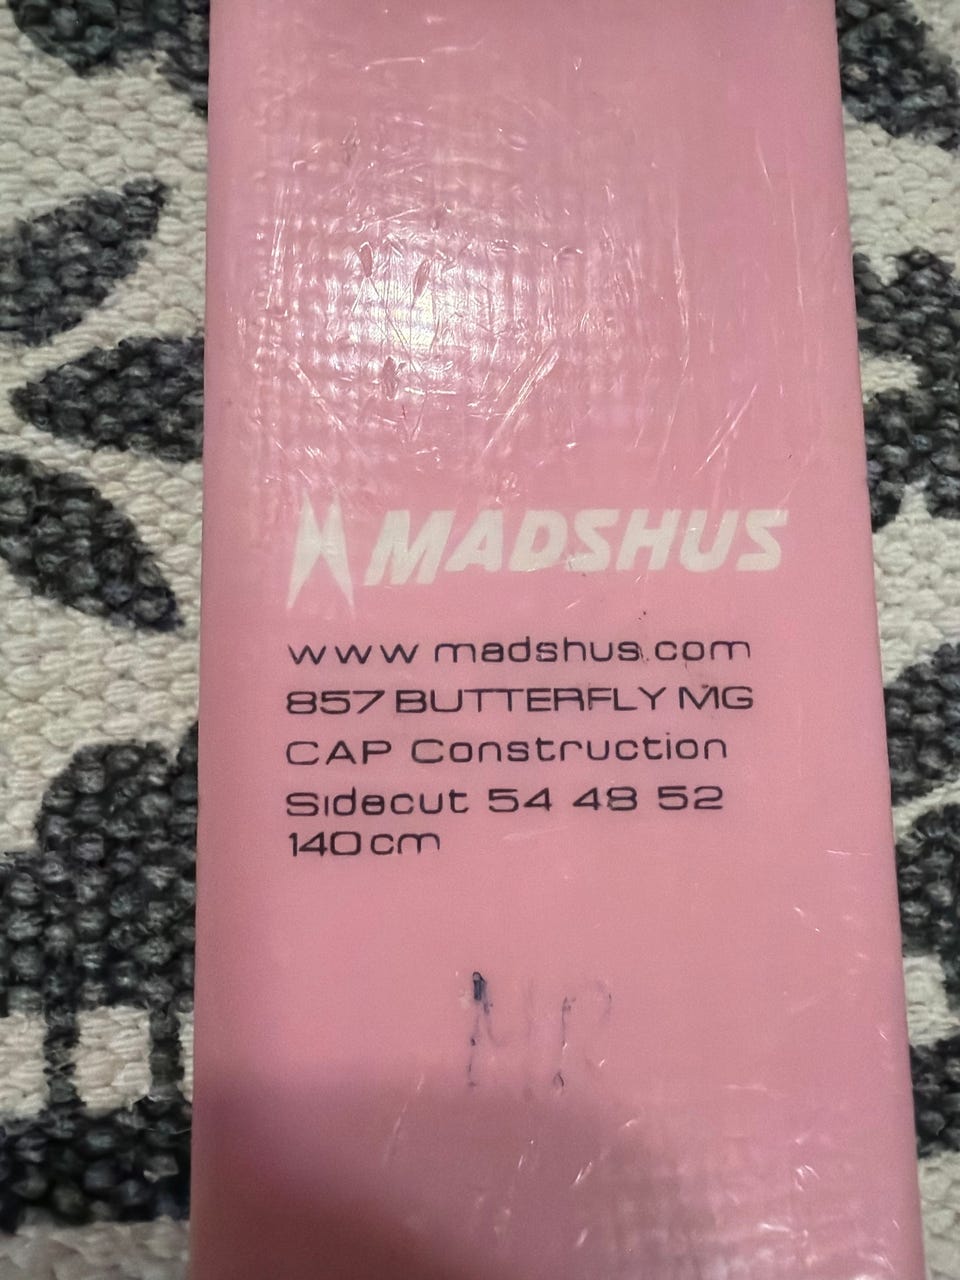 MADSHUS
www madshus.com
857 BUTTERFLY MG
CAP Construction
Sidecut 54 48 52
140cm